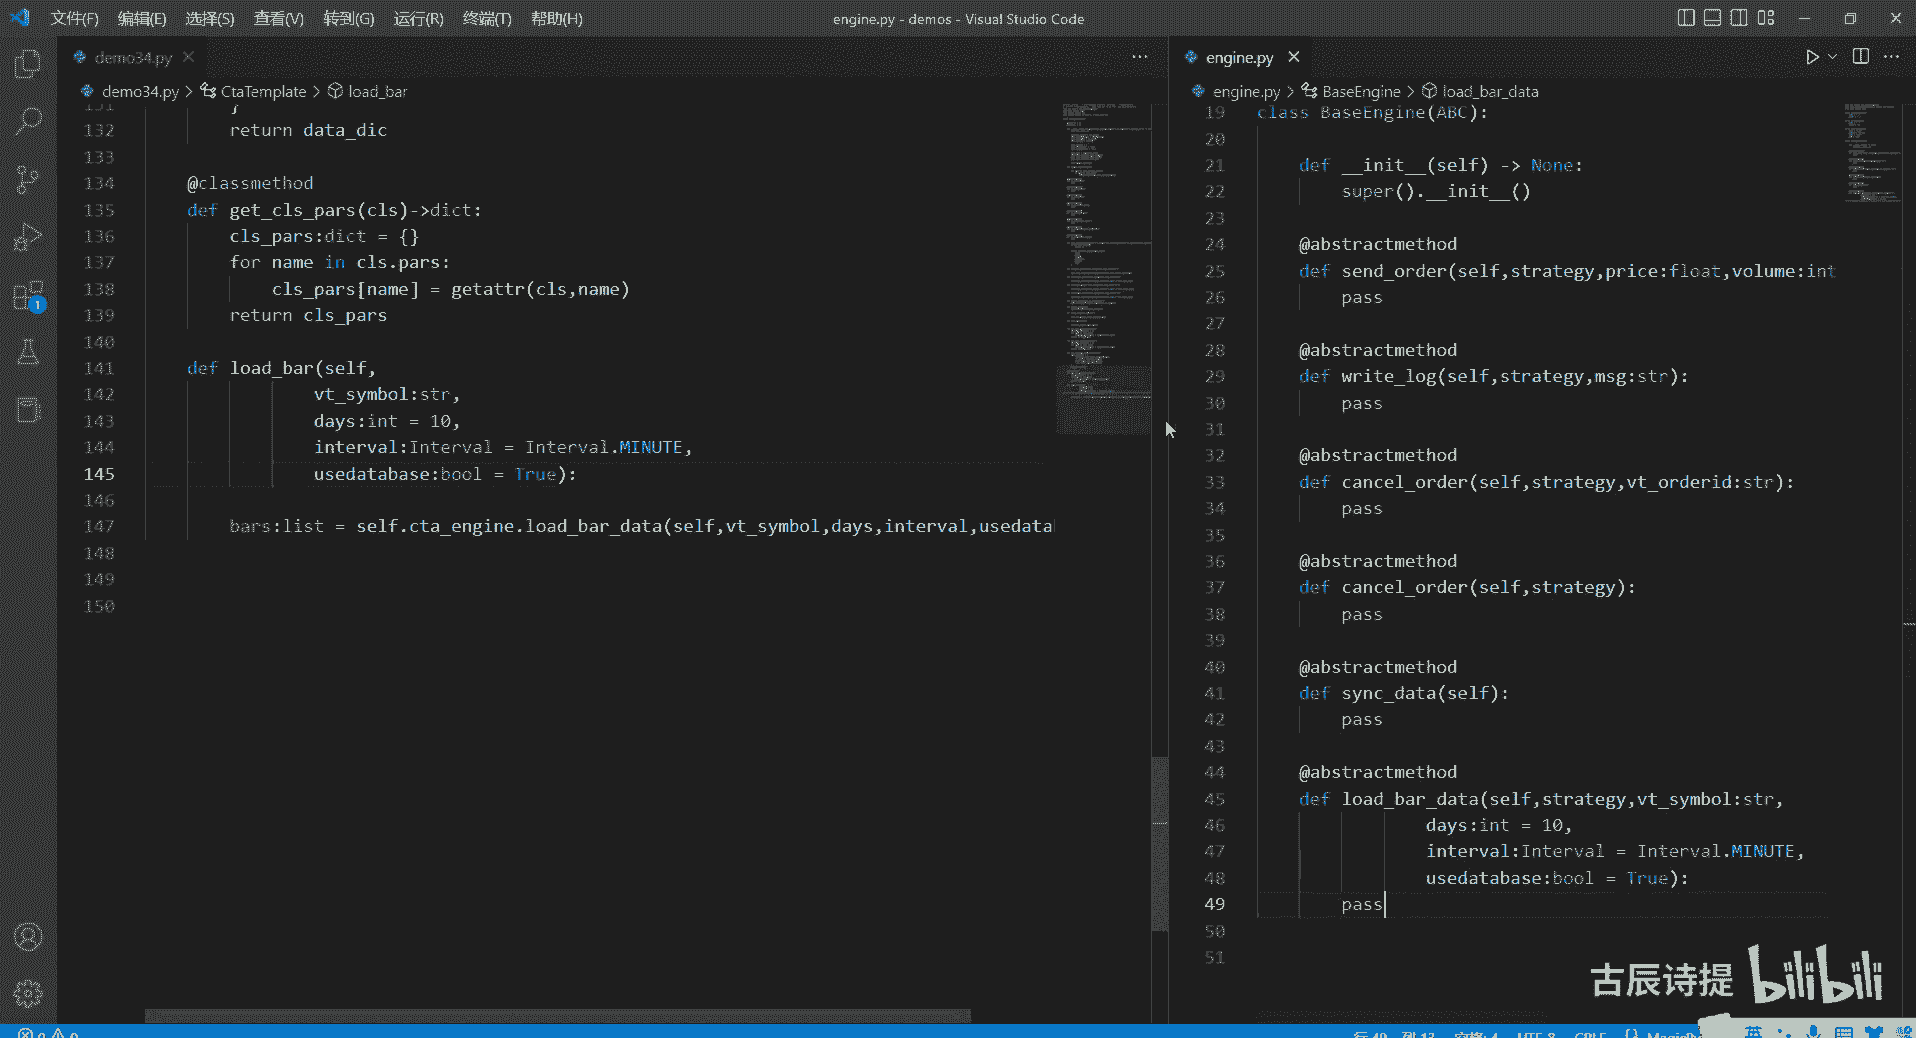 文件(F) 编辑(E) 选择(S) 查看(V) 转到(G) 运行(R) 终端(T) 帮助(H)
engine.py - demos - Visual Studio Code
demo34.py
demo34.py > CtaTemplate > load_bar
131 }
132 return data_dic
133
134 @classmethod
135 def get_cls_pars(cls)->dict:
136 cls_pars:dict = {}
137 for name in cls.pars:
138 cls_pars[name] = getattr(cls,name)
139 return cls_pars
140
141 def load_bar(self,
142 vt_symbol:str,
143 days:int = 10,
144 interval:Interval = Interval.MINUTE,
145 usedatabase:bool = True):
146
147 bars:list = self.cta_engine.load_bar_data(self,vt_symbol,days,interval,usedata
148
149
150
1
engine.py
engine.py > BaseEngine > load_bar_data
19 class BaseEngine(ABC):
20
21 def __init__(self) -> None:
22 super().__init__()
23
24 @abstractmethod
25 def send_order(self,strategy,price:float,volume:int
26 pass
27
28 @abstractmethod
29 def write_log(self,strategy,msg:str):
30 pass
31
32 @abstractmethod
33 def cancel_order(self,strategy,vt_orderid:str):
34 pass
35
36 @abstractmethod
37 def cancel_order(self,strategy):
38 pass
39
40 @abstractmethod
41 def sync_data(self):
42 pass
43
44 @abstractmethod
45 def load_bar_data(self,strategy,vt_symbol:str,
46 days:int = 10,
47 interval:Interval = Interval.MINUTE,
48 usedatabase:bool = True):
49 pass
50
51
古辰诗提 bilibili
0 0
行 49 列 13 空格: 4 UTF-8 CRLF {}
英